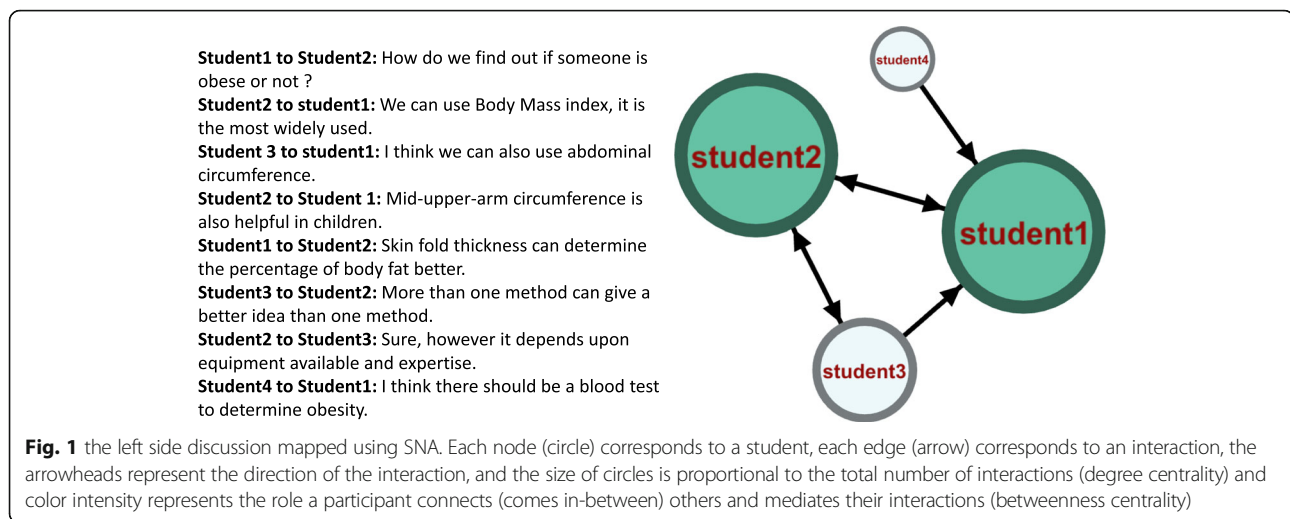 Student1 to Student2: How do we find out if someone is
obese or not ?
Student2 to student1: We can use Body Mass index, it is
the most widely used.
Student 3 to student1: I think we can also use abdominal
circumference.
Student2 to Student 1: Mid-upper-arm circumference is
also helpful in children.
Student1 to Student2: Skin fold thickness can determine
the percentage of body fat better.
Student3 to Student2: More than one method can give a
better idea than one method.
Student2 to Student3: Sure, however it depends upon
equipment available and expertise.
Student4 to Student1: I think there should be a blood test
to determine obesity.
student4
student2
student1
student3
Fig. 1 the left side discussion mapped using SNA. Each node (circle) corresponds to a student, each edge (arrow) corresponds to an interaction, the
arrowheads represent the direction of the interaction, and the size of circles is proportional to the total number of interactions (degree centrality) and
color intensity represents the role a participant connects (comes in-between) others and mediates their interactions (betweenness centrality)